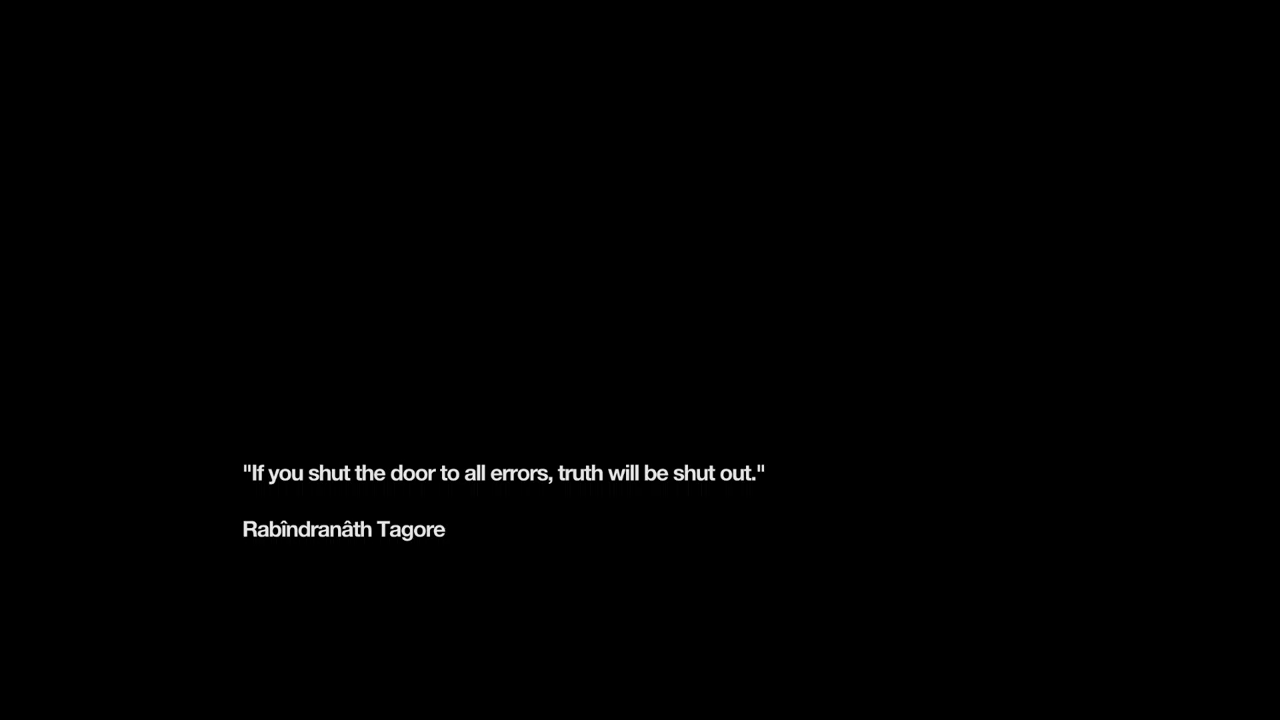 "If you shut the door to all errors, truth will be shut out."
Rabîndranâth Tagore